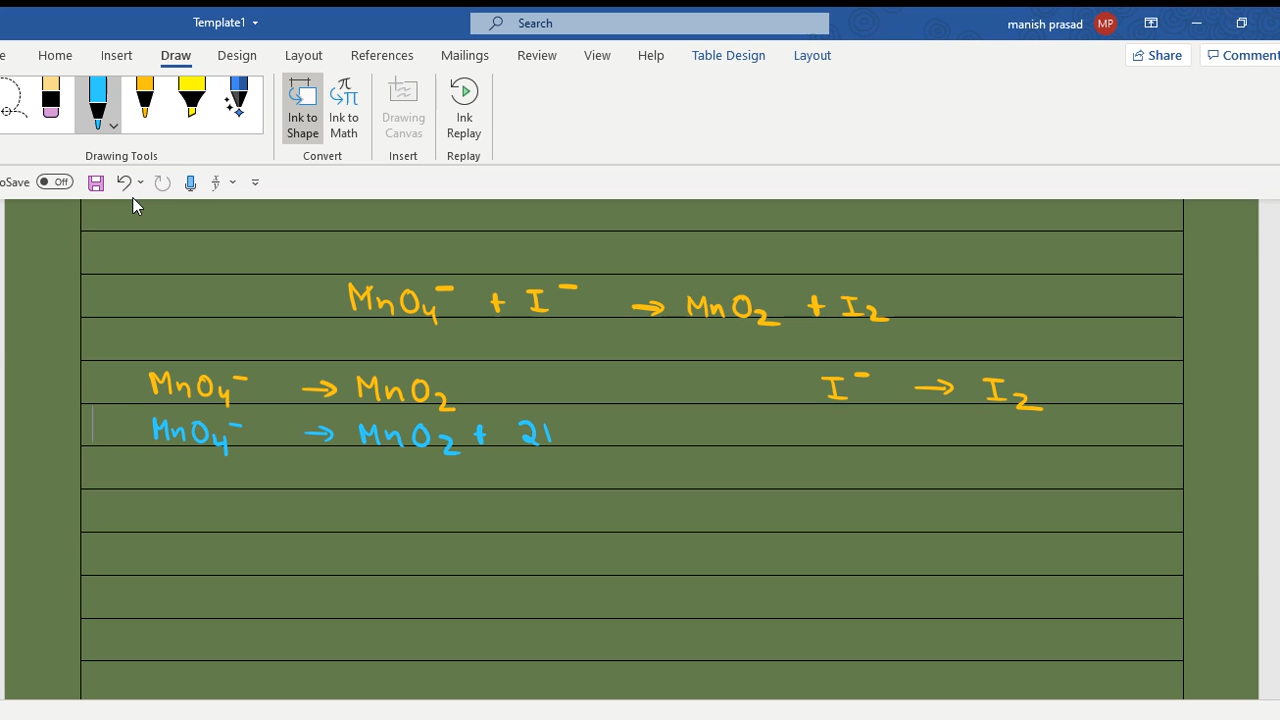 Template1
Search
manish prasad MP
e Home Insert Draw Design Layout References Mailings Review View Help Table Design Layout Share Comment
Ink to Shape
Ink to Math
Drawing Canvas
Ink Replay
Drawing Tools Convert Insert Replay
oSave Off
MnO₄⁻ + I⁻ → MnO₂ + I₂
MnO₄⁻ → MnO₂ I⁻ → I₂
MnO₄⁻ → MnO₂ + 2